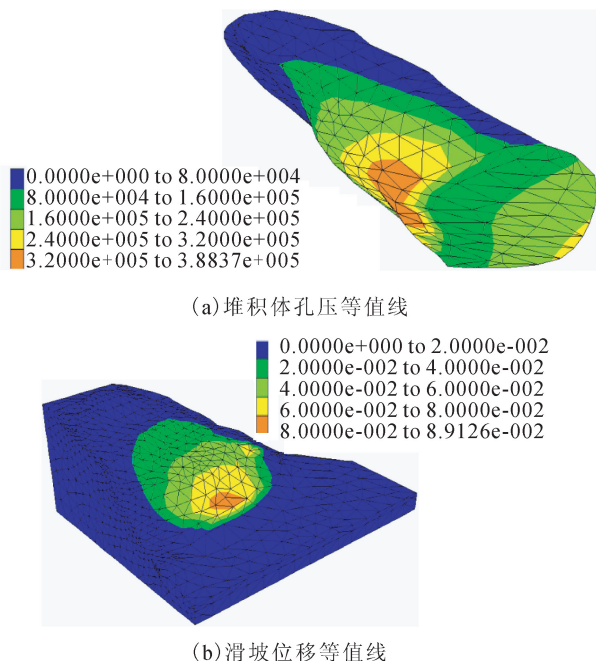 0.0000e+000 to 8.0000e+004
8.0000e+004 to 1.6000e+005
1.6000e+005 to 2.4000e+005
2.4000e+005 to 3.2000e+005
3.2000e+005 to 3.8837e+005
(a)堆积体孔压等值线
0.0000e+000 to 2.0000e-002
2.0000e-002 to 4.0000e-002
4.0000e-002 to 6.0000e-002
6.0000e-002 to 8.0000e-002
8.0000e-002 to 8.9126e-002
(b)滑坡位移等值线